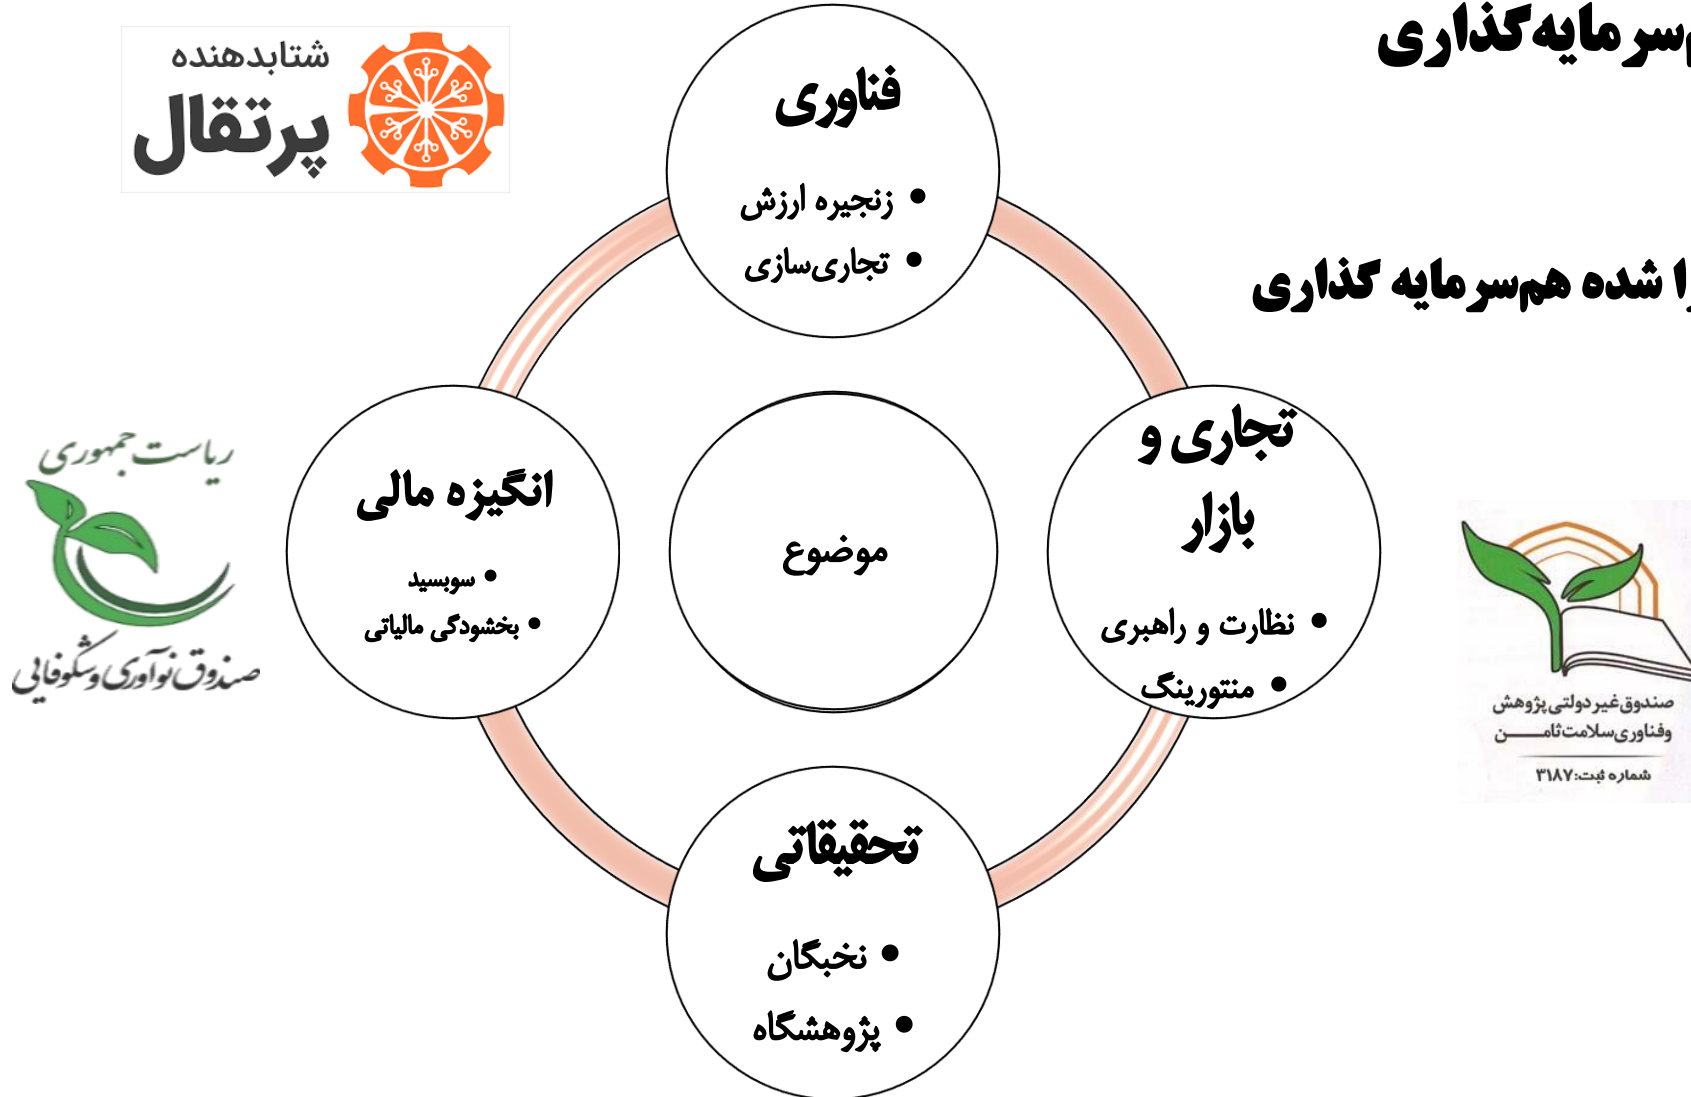 هم‌سرمایه‌گذاری
شتابدهنده
پرتقال
فناوری
• زنجیره ارزش
• تجاری‌سازی
شده هم‌سرمایه گذاری
ریاست جمهوری
صندوق نوآوری و شکوفایی
تجاری و
بازار
• نظارت و راهبری
• منتورینگ
موضوع
انگیزه مالی
• سوبسید
• بخشودگی مالیاتی
صندوق غیر دولتی پژوهش
وفناوری سلامت ثامن
شماره ثبت: ۳۱۸۷
تحقیقاتی
• نخبگان
• پژوهشگاه